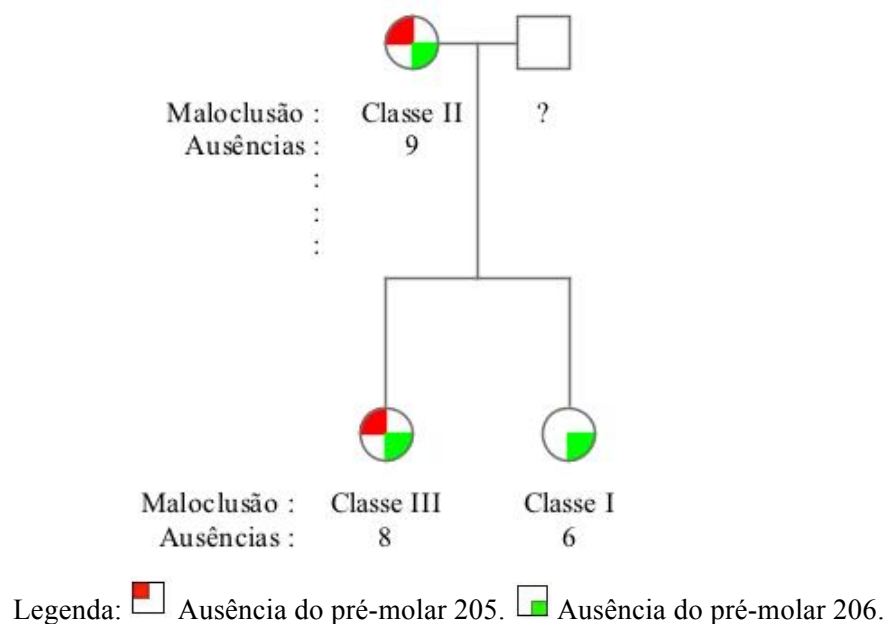 Maloclusão : Classe II ?
Ausências : 9
:
:
:
Maloclusão : Classe III Classe I
Ausências : 8 6
Legenda: Ausência do pré-molar 205. Ausência do pré-molar 206.